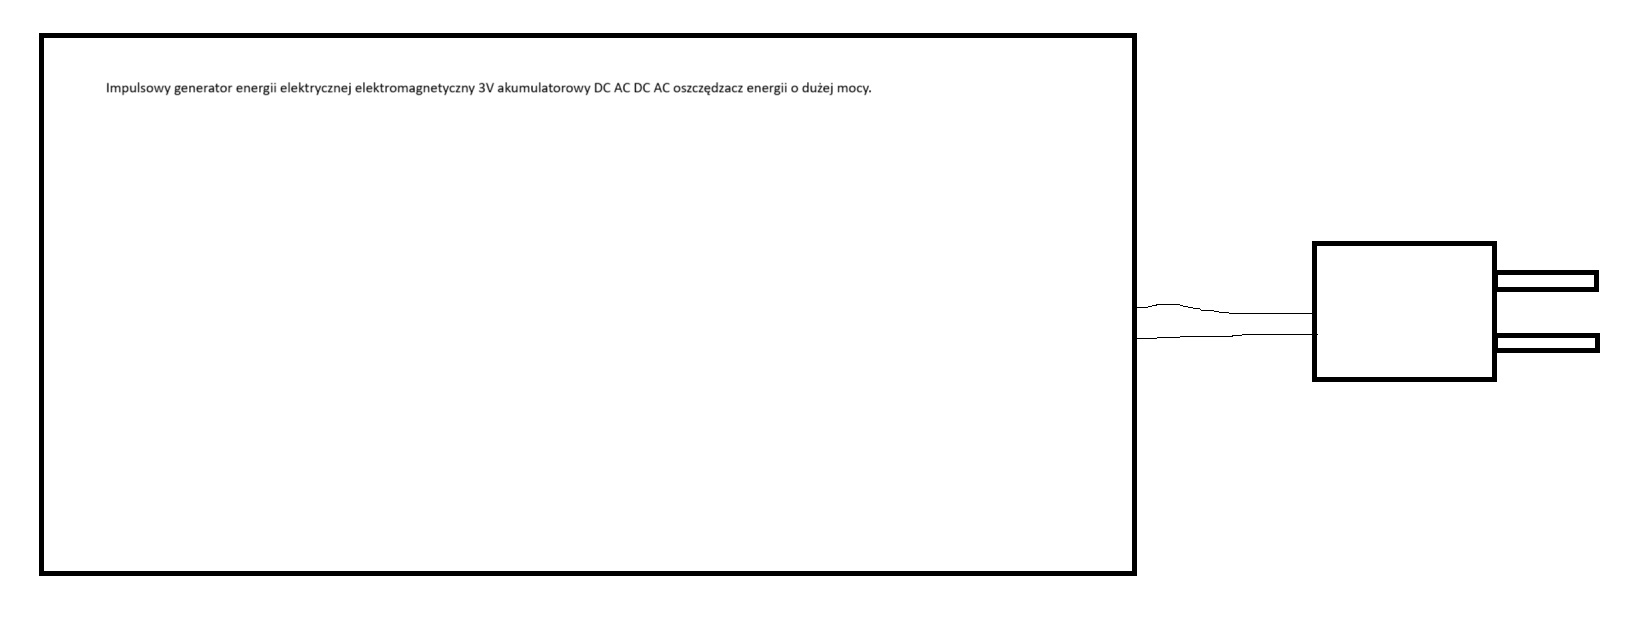 Impulsowy generator energii elektrycznej elektromagnetyczny 3V akumulatorowy DC AC DC AC oszczędzacz energii o dużej mocy.